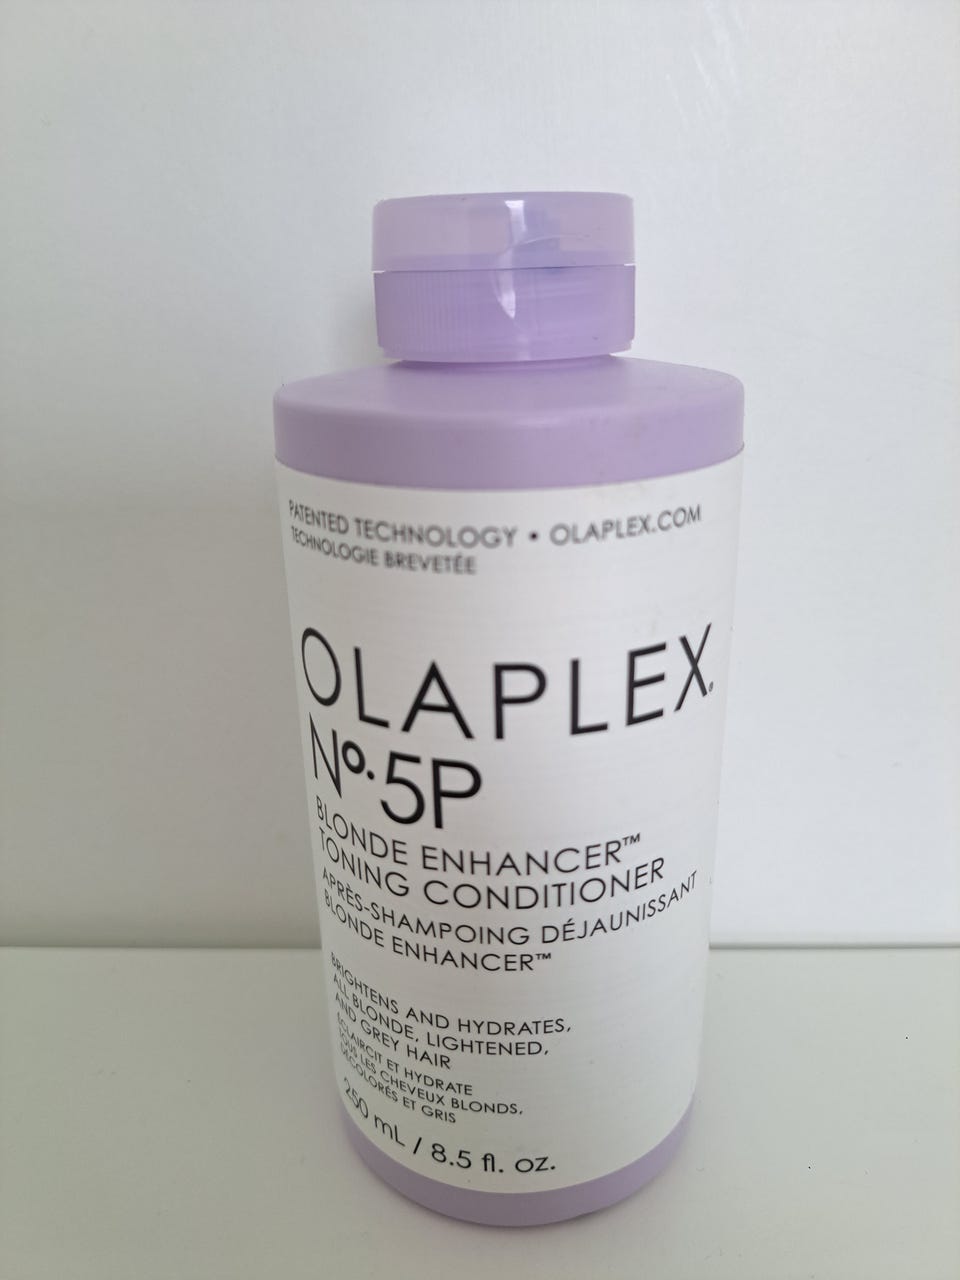 PATENTED TECHNOLOGY • OLAPLEX.COM
TECHNOLOGIE BREVETÉE
OLAPLEX®
Nº.5P
BLONDE ENHANCER™
TONING CONDITIONER
APRÈS-SHAMPOING DÉJAUNISSANT
BLONDE ENHANCER™
BRIGHTENS AND HYDRATES,
ALL BLONDE, LIGHTENED,
AND GREY HAIR
ÉCLAIRCIT ET HYDRATE
TOUS LES CHEVEUX BLONDS,
DÉCOLORÉS ET GRIS
250 mL / 8.5 fl. oz.